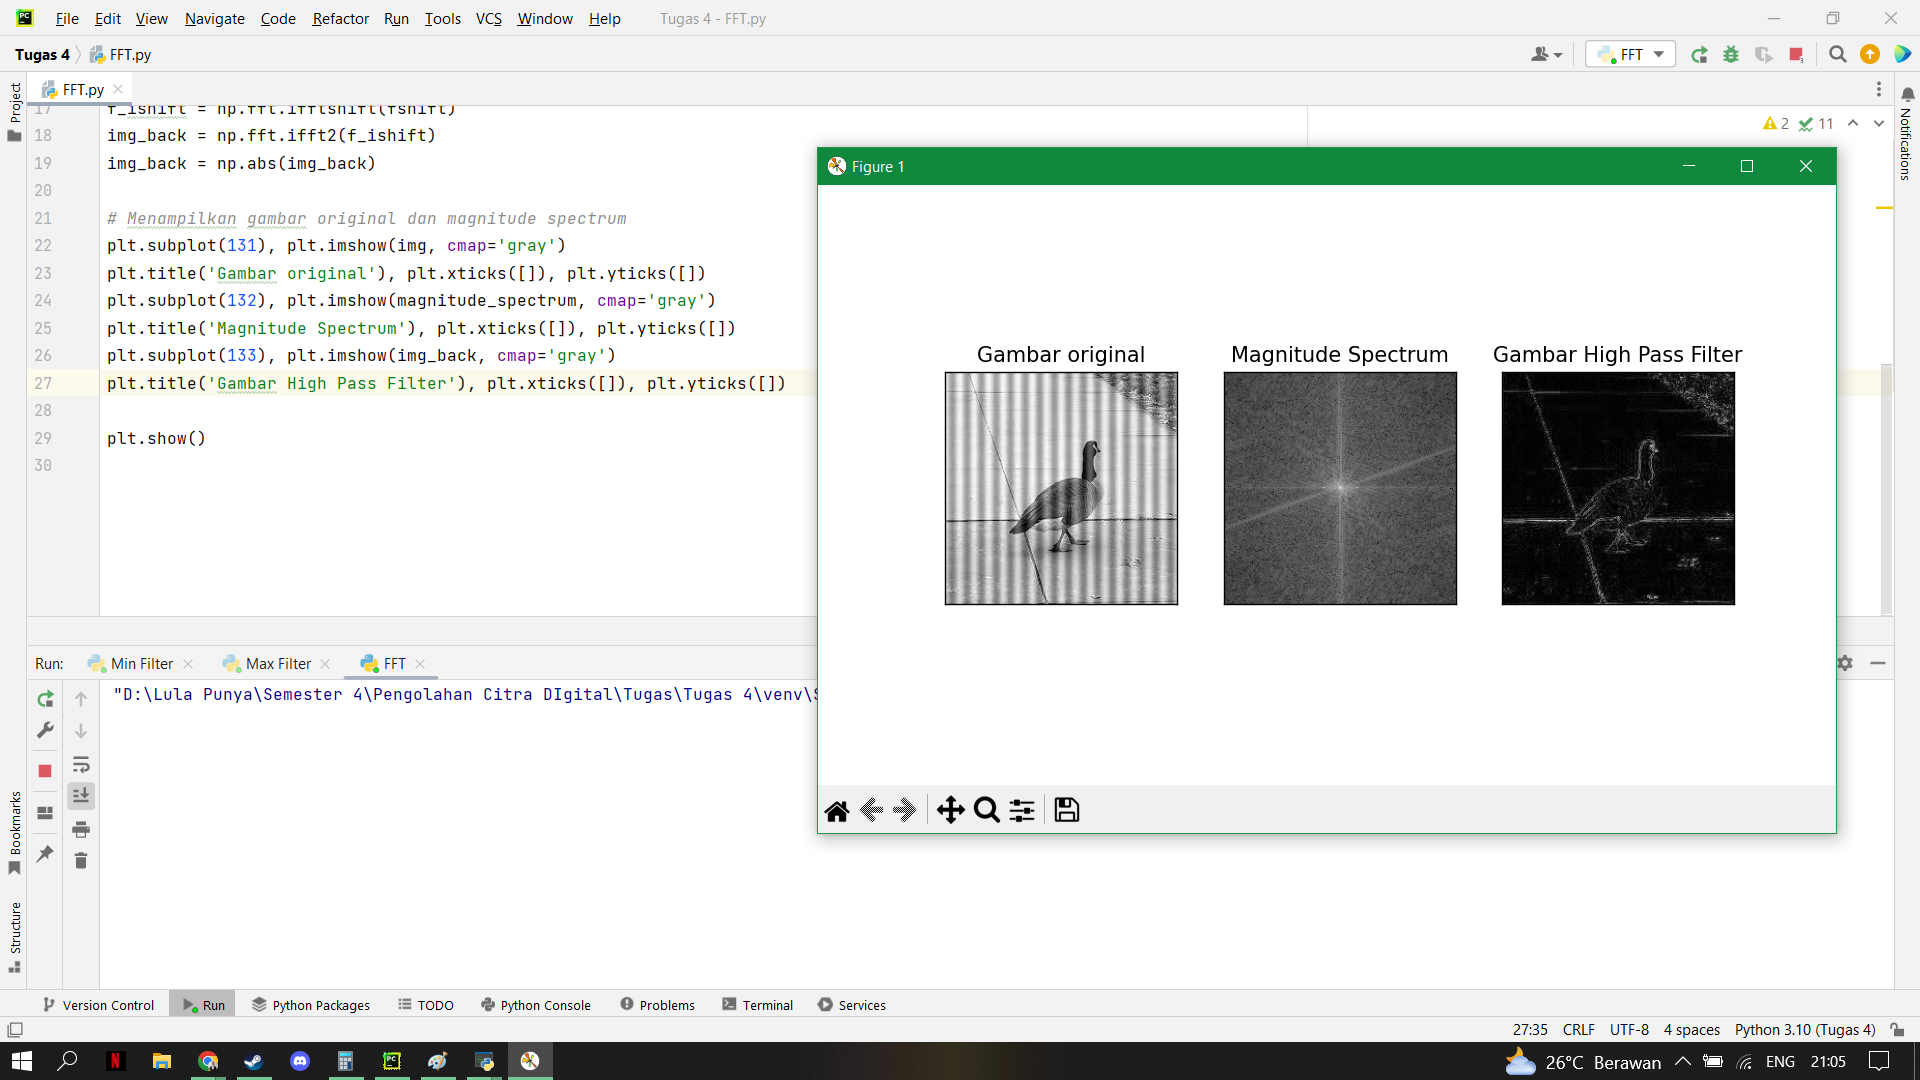 File Edit View Navigate Code Refactor Run Tools VCS Window Help Tugas 4 - FFT.py
Tugas 4 FFT.py
FFT
FFT.py
Project
17 f_ishift = np.fft.ifftshift(fshift)
18 img_back = np.fft.ifft2(f_ishift)
19 img_back = np.abs(img_back)
20
21 # Menampilkan gambar original dan magnitude spectrum
22 plt.subplot(131), plt.imshow(img, cmap='gray')
23 plt.title('Gambar original'), plt.xticks([]), plt.yticks([])
24 plt.subplot(132), plt.imshow(magnitude_spectrum, cmap='gray')
25 plt.title('Magnitude Spectrum'), plt.xticks([]), plt.yticks([])
26 plt.subplot(133), plt.imshow(img_back, cmap='gray')
27 plt.title('Gambar High Pass Filter'), plt.xticks([]), plt.yticks([])
28
29 plt.show()
30
2 11
Notifications
Figure 1
Gambar original Magnitude Spectrum Gambar High Pass Filter
Run: Min Filter Max Filter FFT
"D:\Lula Punya\Semester 4\Pengolahan Citra DIgital\Tugas\Tugas 4\venv\
Bookmarks
Structure
Version Control Run Python Packages TODO Python Console Problems Terminal Services
27:35 CRLF UTF-8 4 spaces Python 3.10 (Tugas 4)
26°C Berawan ENG 21:05